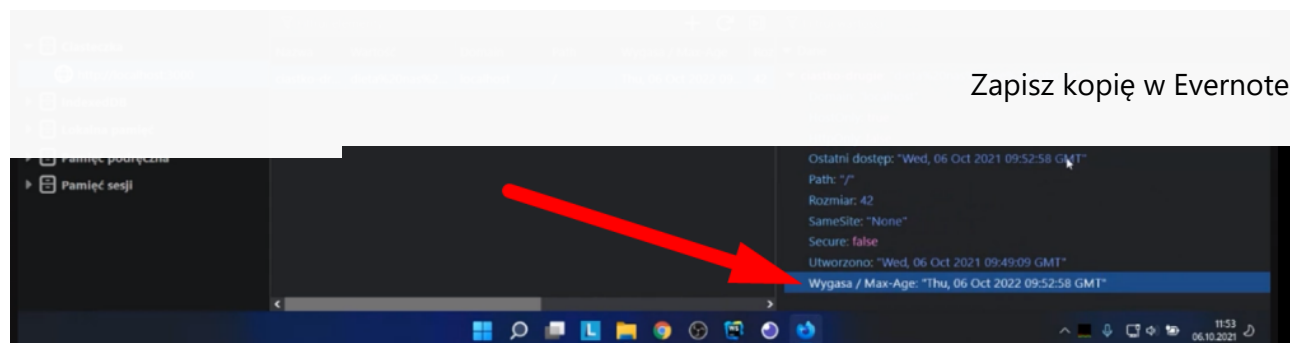 Zapisz kopię w Evernote
Pamięć podręczna
Pamięć sesji
Ostatni dostęp: "Wed, 06 Oct 2021 09:52:58 GMT"
Path: "/"
Rozmiar: 42
SameSite: "None"
Secure: false
Utworzono: "Wed, 06 Oct 2021 09:49:09 GMT"
Wygasa / Max-Age: "Thu, 06 Oct 2022 09:52:58 GMT"
11:53
06.10.2021